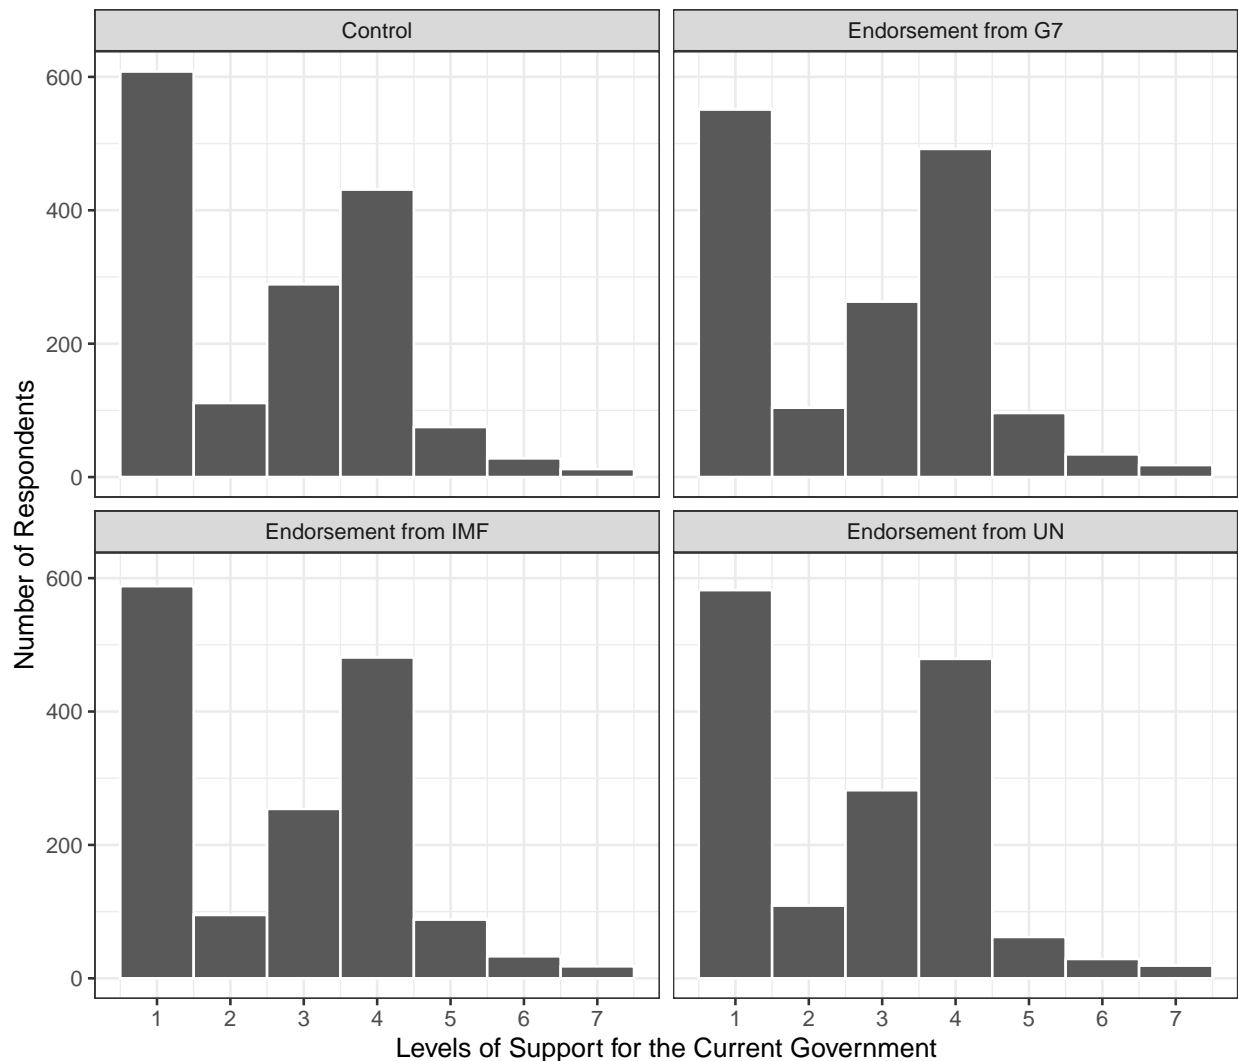 Control
Endorsement from G7
600
400
200
0
Endorsement from IMF
Endorsement from UN
600
400
200
0
1 2 3 4 5 6 7
1 2 3 4 5 6 7
Levels of Support for the Current Government
Number of Respondents